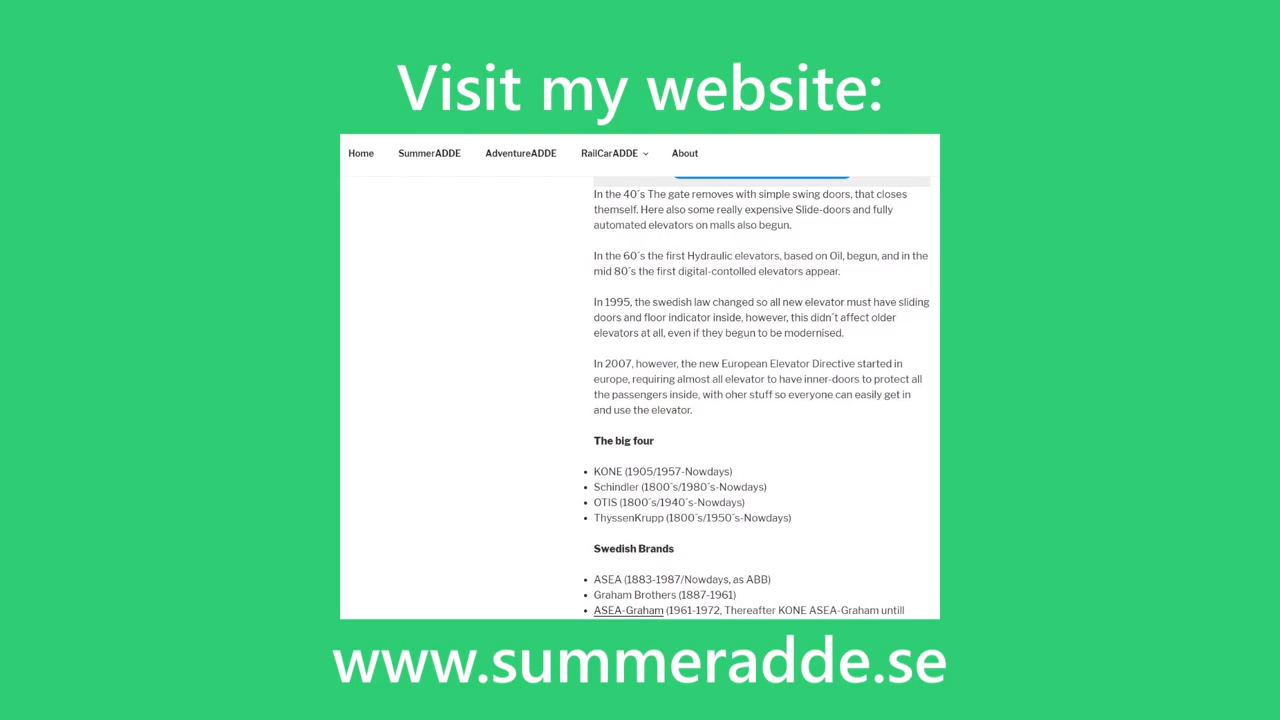 Visit my website:
Home SummerADDE AdventureADDE RailCarADDE About
In the 40´s The gate removes with simple swing doors, that closes
themself. Here also some really expensive Slide-doors and fully
automated elevators on malls also begun.
In the 60´s the first Hydraulic elevators, based on Oil, begun, and in the
mid 80´s the first digital-contolled elevators appear.
In 1995, the swedish law changed so all new elevator must have sliding
doors and floor indicator inside, however, this didn´t affect older
elevators at all, even if they begun to be modernised.
In 2007, however, the new European Elevator Directive started in
europe, requiring almost all elevator to have inner-doors to protect all
the passengers inside, with oher stuff so everyone can easily get in
and use the elevator.
The big four
• KONE (1905/1957-Nowdays)
• Schindler (1800´s/1980´s-Nowdays)
• OTIS (1800´s/1940´s-Nowdays)
• ThyssenKrupp (1800´s/1950´s-Nowdays)
Swedish Brands
• ASEA (1883-1987/Nowdays, as ABB)
• Graham Brothers (1887-1961)
• ASEA-Graham (1961-1972, Thereafter KONE ASEA-Graham untill
www.summeradde.se